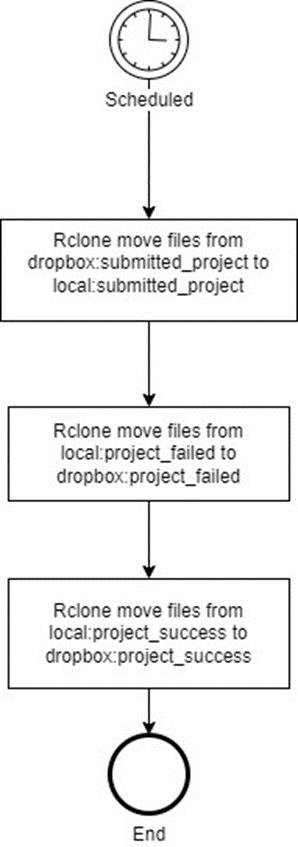 Scheduled
Rclone move files from
dropbox:submitted_project to
local:submitted_project
Rclone move files from
local:project_failed to
dropbox:project_failed
Rclone move files from
local:project_success to
dropbox:project_success
End